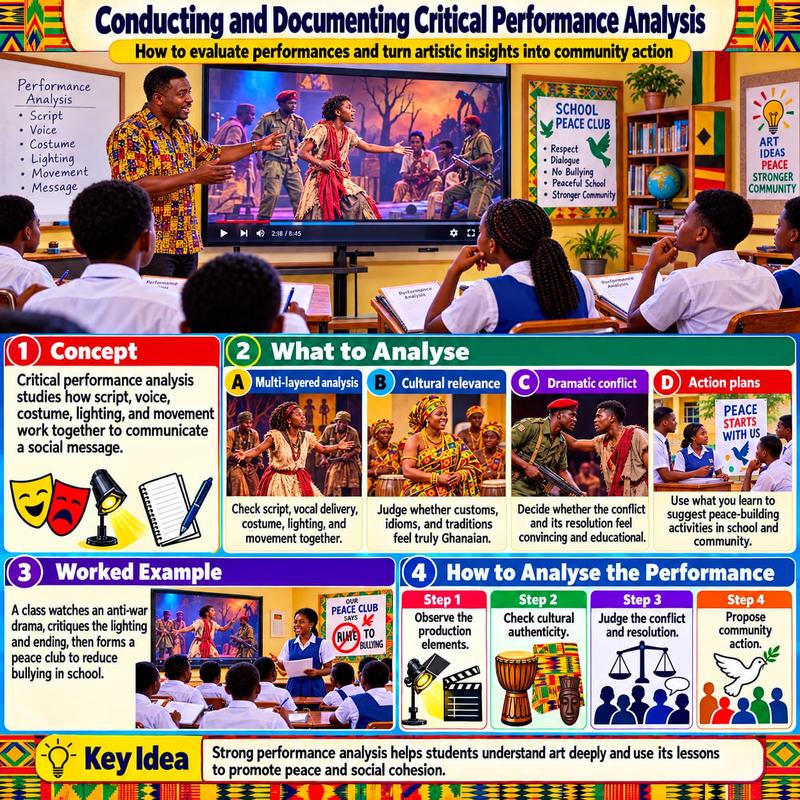 Conducting and Documenting Critical Performance Analysis
How to evaluate performances and turn artistic insights into community action
Performance
Analysis
• Script
• Voice
• Costume
• Lighting
• Movement
• Message
2:18 / 8:45
SCHOOL
PEACE CLUB
• Respect
• Dialogue
• No Bullying
• Peaceful School
• Stronger Community
ART
IDEAS
PEACE
STRONGER
COMMUNITY
Performance
Analysis
Performance
Analysis
Performance
Analysis
1 Concept
Critical performance analysis
studies how script, voice,
costume, lighting, and movement
work together to communicate
a social message.
2 What to Analyse
A Multi-layered analysis
Check script, vocal delivery,
costume, lighting, and
movement together.
B Cultural relevance
Judge whether customs,
idioms, and traditions
feel truly Ghanaian.
C Dramatic conflict
Decide whether the conflict
and its resolution feel
convincing and educational.
D Action plans
PEACE
STARTS
WITH US
Use what you learn to
suggest peace-building
activities in school and
community.
3 Worked Example
A class watches an anti-war
drama, critiques the lighting
and ending, then forms a
peace club to reduce
bullying in school.
OUR
PEACE CLUB
SAYS
TO
BULLYING
4 How to Analyse the Performance
Step 1
Observe the
production
elements.
Step 2
Check cultural
authenticity.
Step 3
Judge the conflict
and resolution.
Step 4
Propose
community
action.
Key Idea
Strong performance analysis helps students understand art deeply and use its lessons
to promote peace and social cohesion.